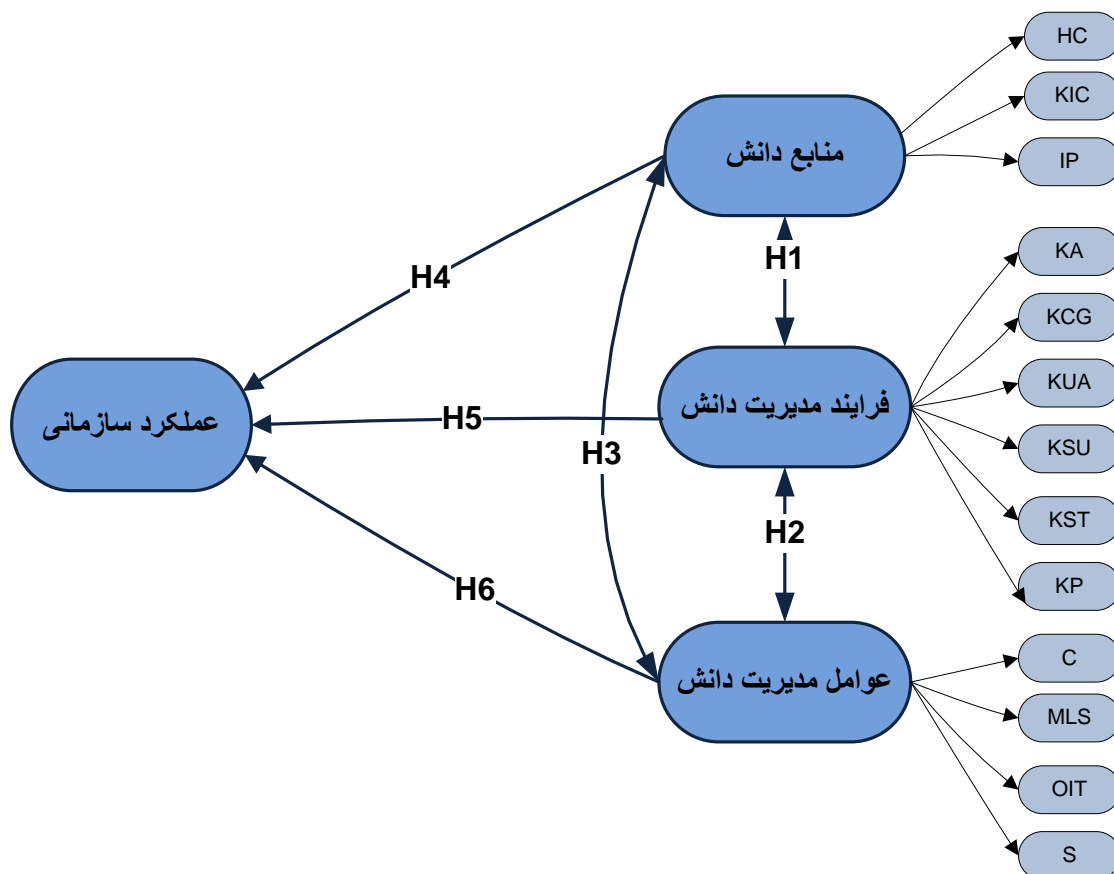 HC
KIC
منابع دانش
IP
H1
KA
H4
KCG
KUA
فرایند مدیریت دانش
عملکرد سازمانی
H5
KSU
H3
KST
H2
KP
H6
C
عوامل مدیریت دانش
MLS
OIT
S